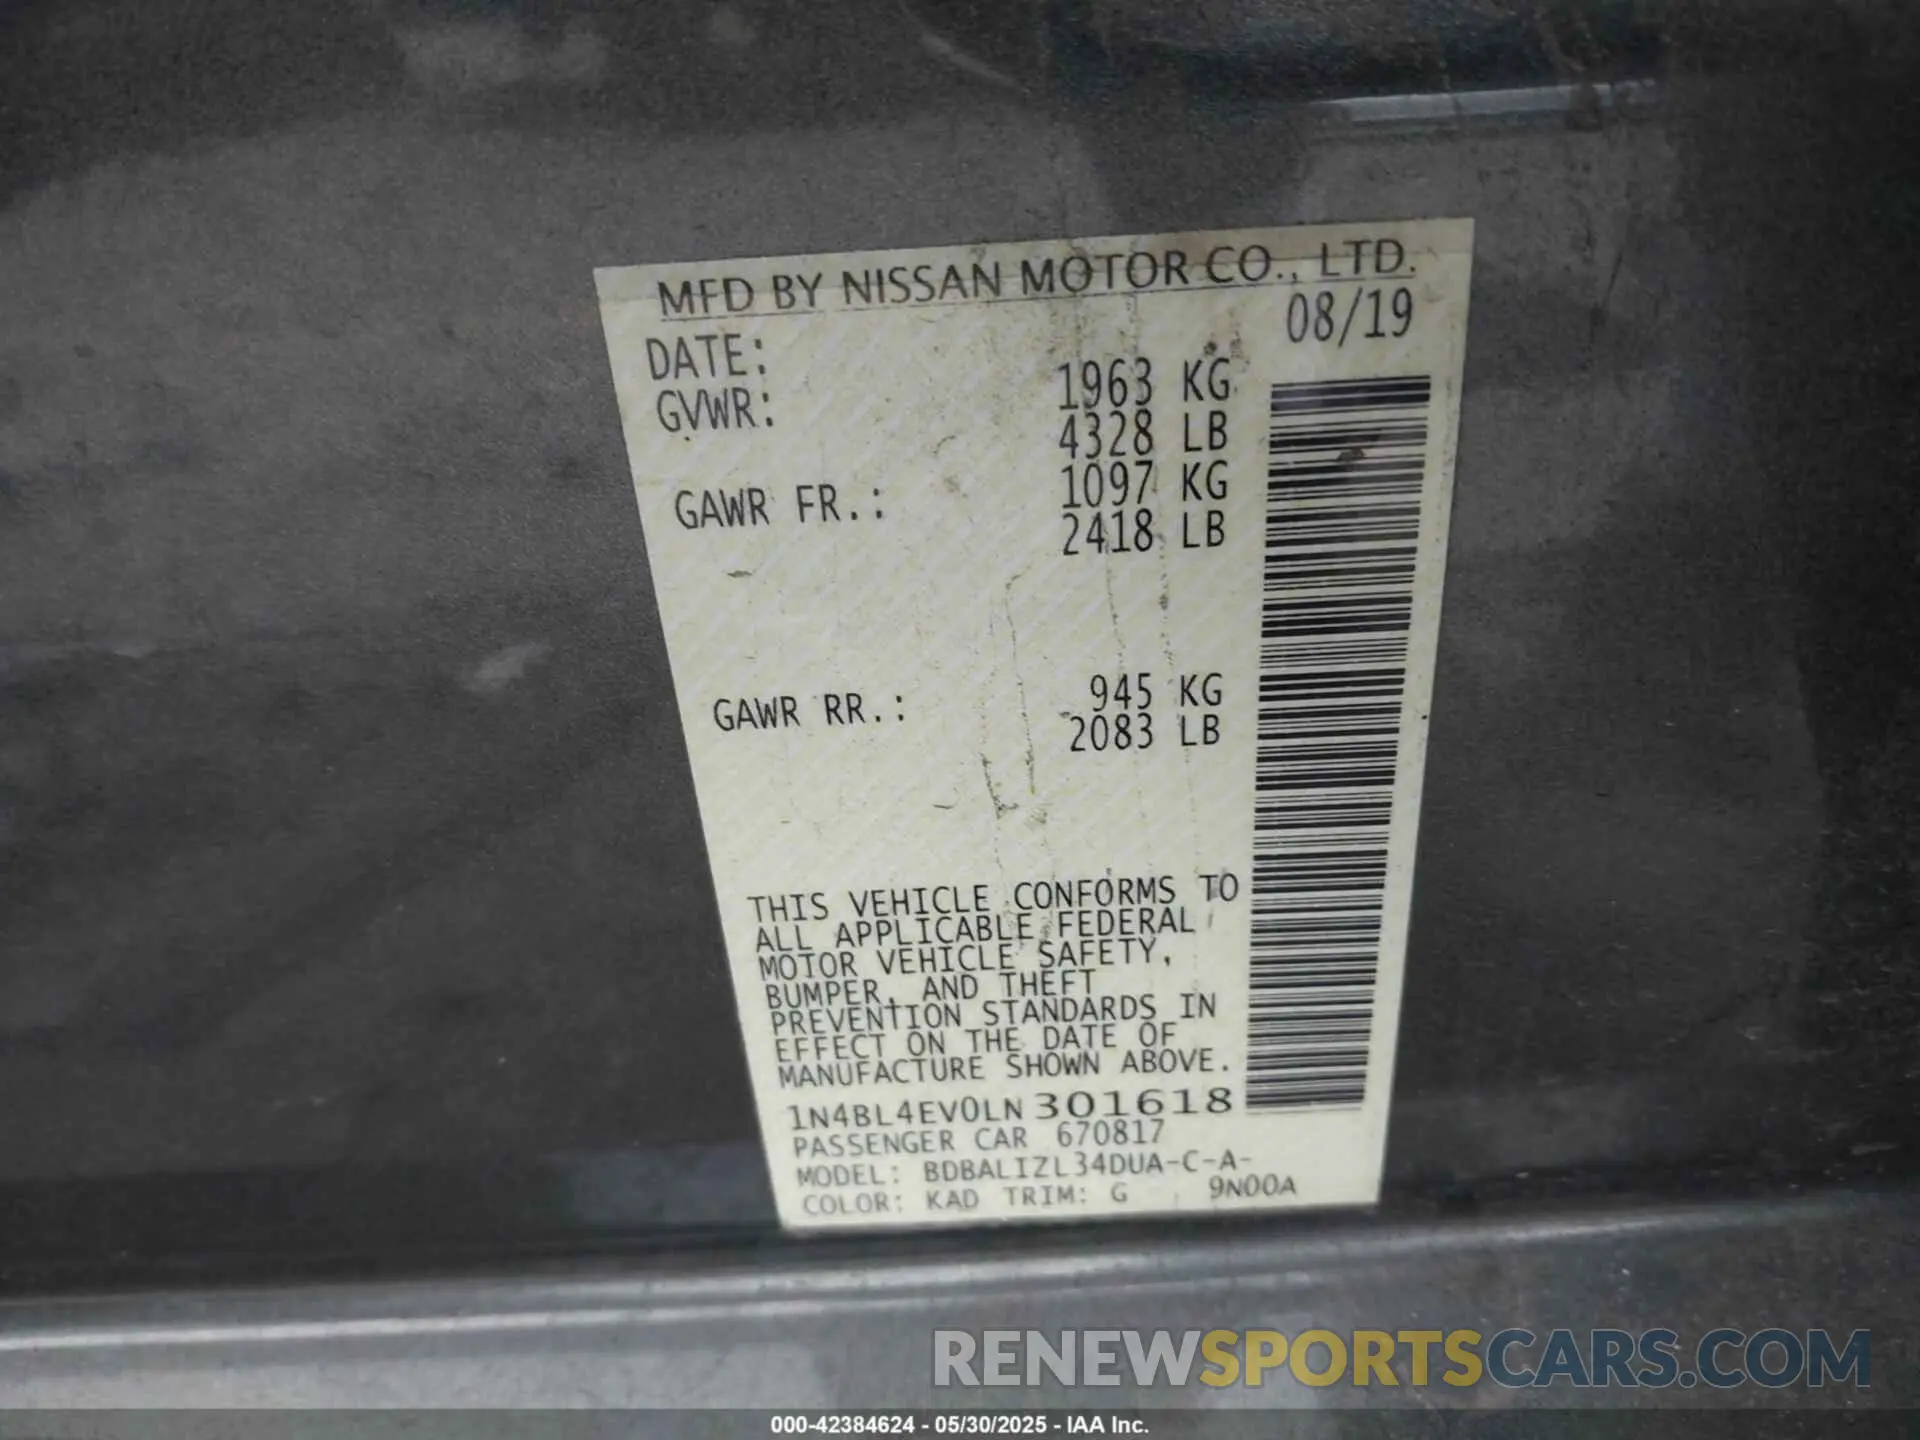 MFD BY NISSAN MOTOR CO., LTD.
DATE: 08/19
GVWR: 1963 KG
4328 LB
GAWR FR.: 1097 KG
2418 LB
GAWR RR.: 945 KG
2083 LB
THIS VEHICLE CONFORMS TO
ALL APPLICABLE FEDERAL
MOTOR VEHICLE SAFETY,
BUMPER, AND THEFT
PREVENTION STANDARDS IN
EFFECT ON THE DATE OF
MANUFACTURE SHOWN ABOVE.
1N4BL4EV0LN301618
PASSENGER CAR 670817
MODEL: BDBALIZL34DUA-C-A-
COLOR: KAD TRIM: G 9N00A
RENEWSPORTSCARS.COM
000-42384624 - 05/30/2025 - IAA Inc.